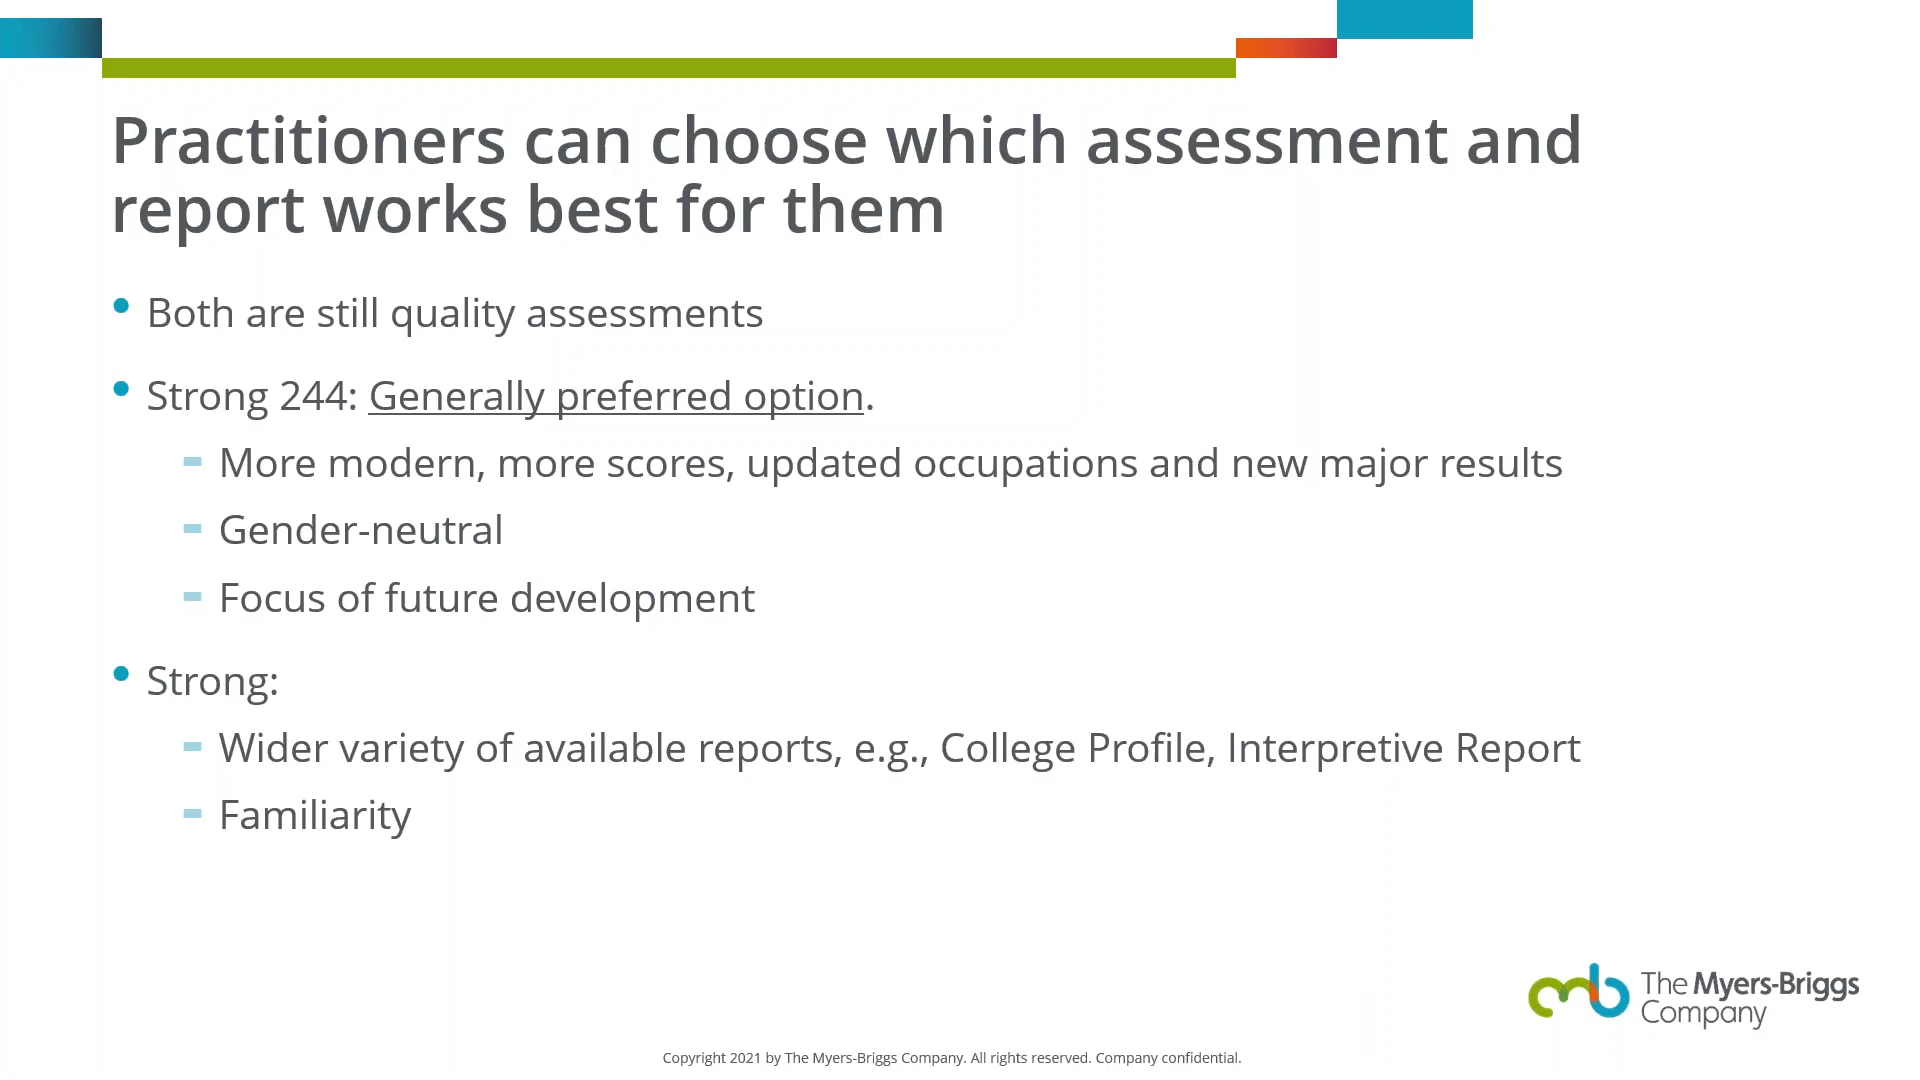 Practitioners can choose which assessment and
report works best for them
• Both are still quality assessments
• Strong 244: Generally preferred option.
- More modern, more scores, updated occupations and new major results
- Gender-neutral
- Focus of future development
• Strong:
- Wider variety of available reports, e.g., College Profile, Interpretive Report
- Familiarity
The Myers-Briggs
Company
Copyright 2021 by The Myers-Briggs Company. All rights reserved. Company confidential.